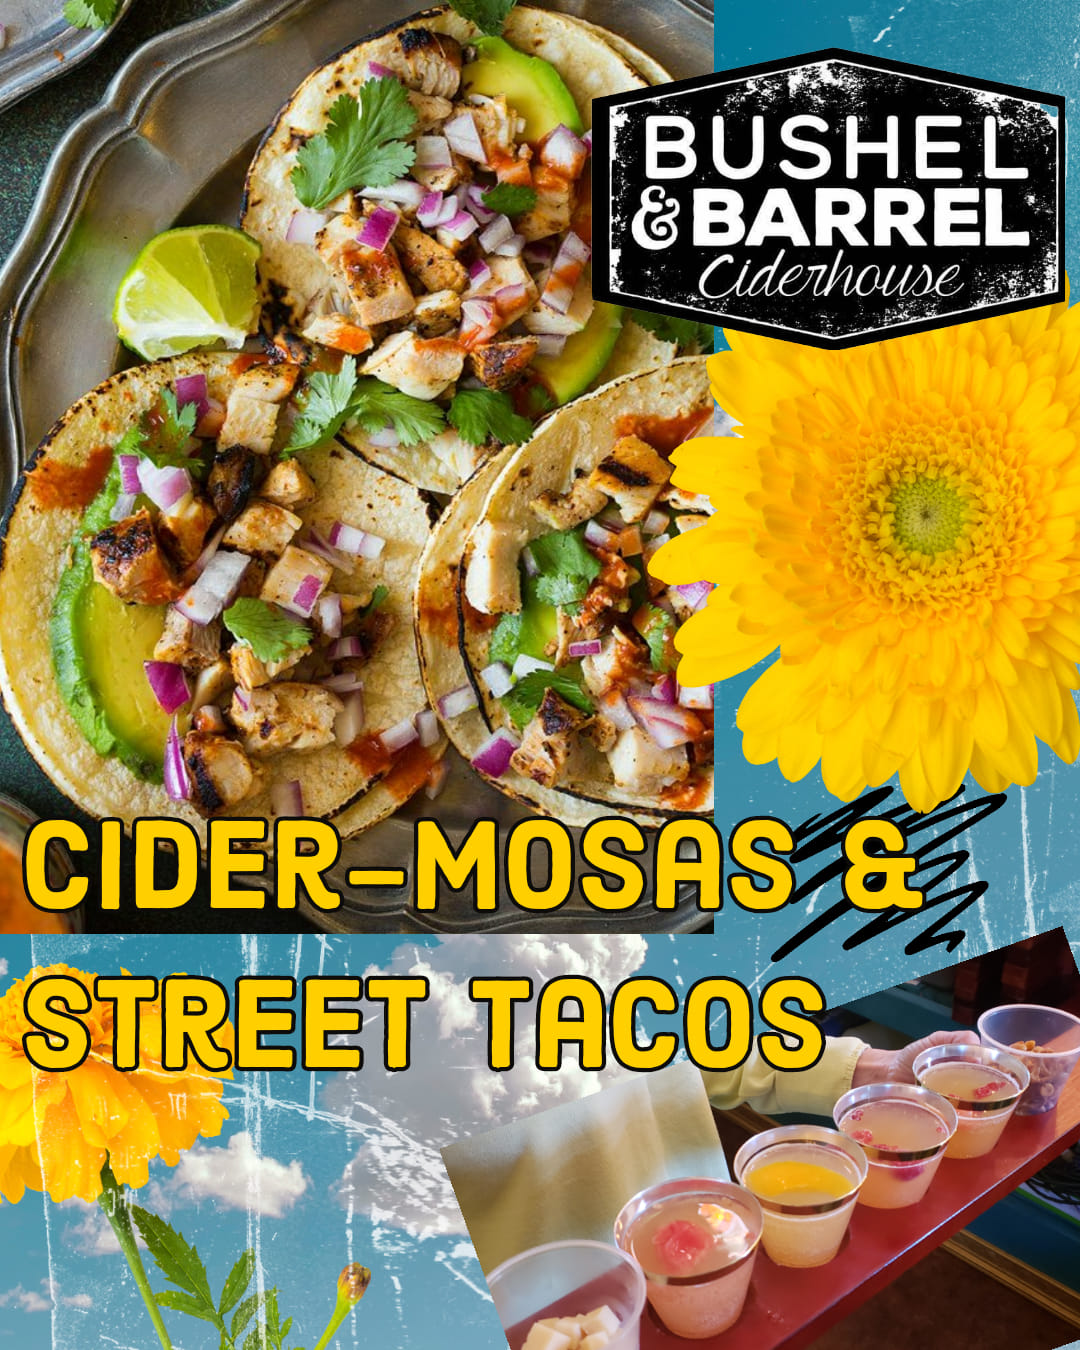 BUSHEL
& BARREL
Ciderhouse
CIDER-MOSAS &
STREET TACOS